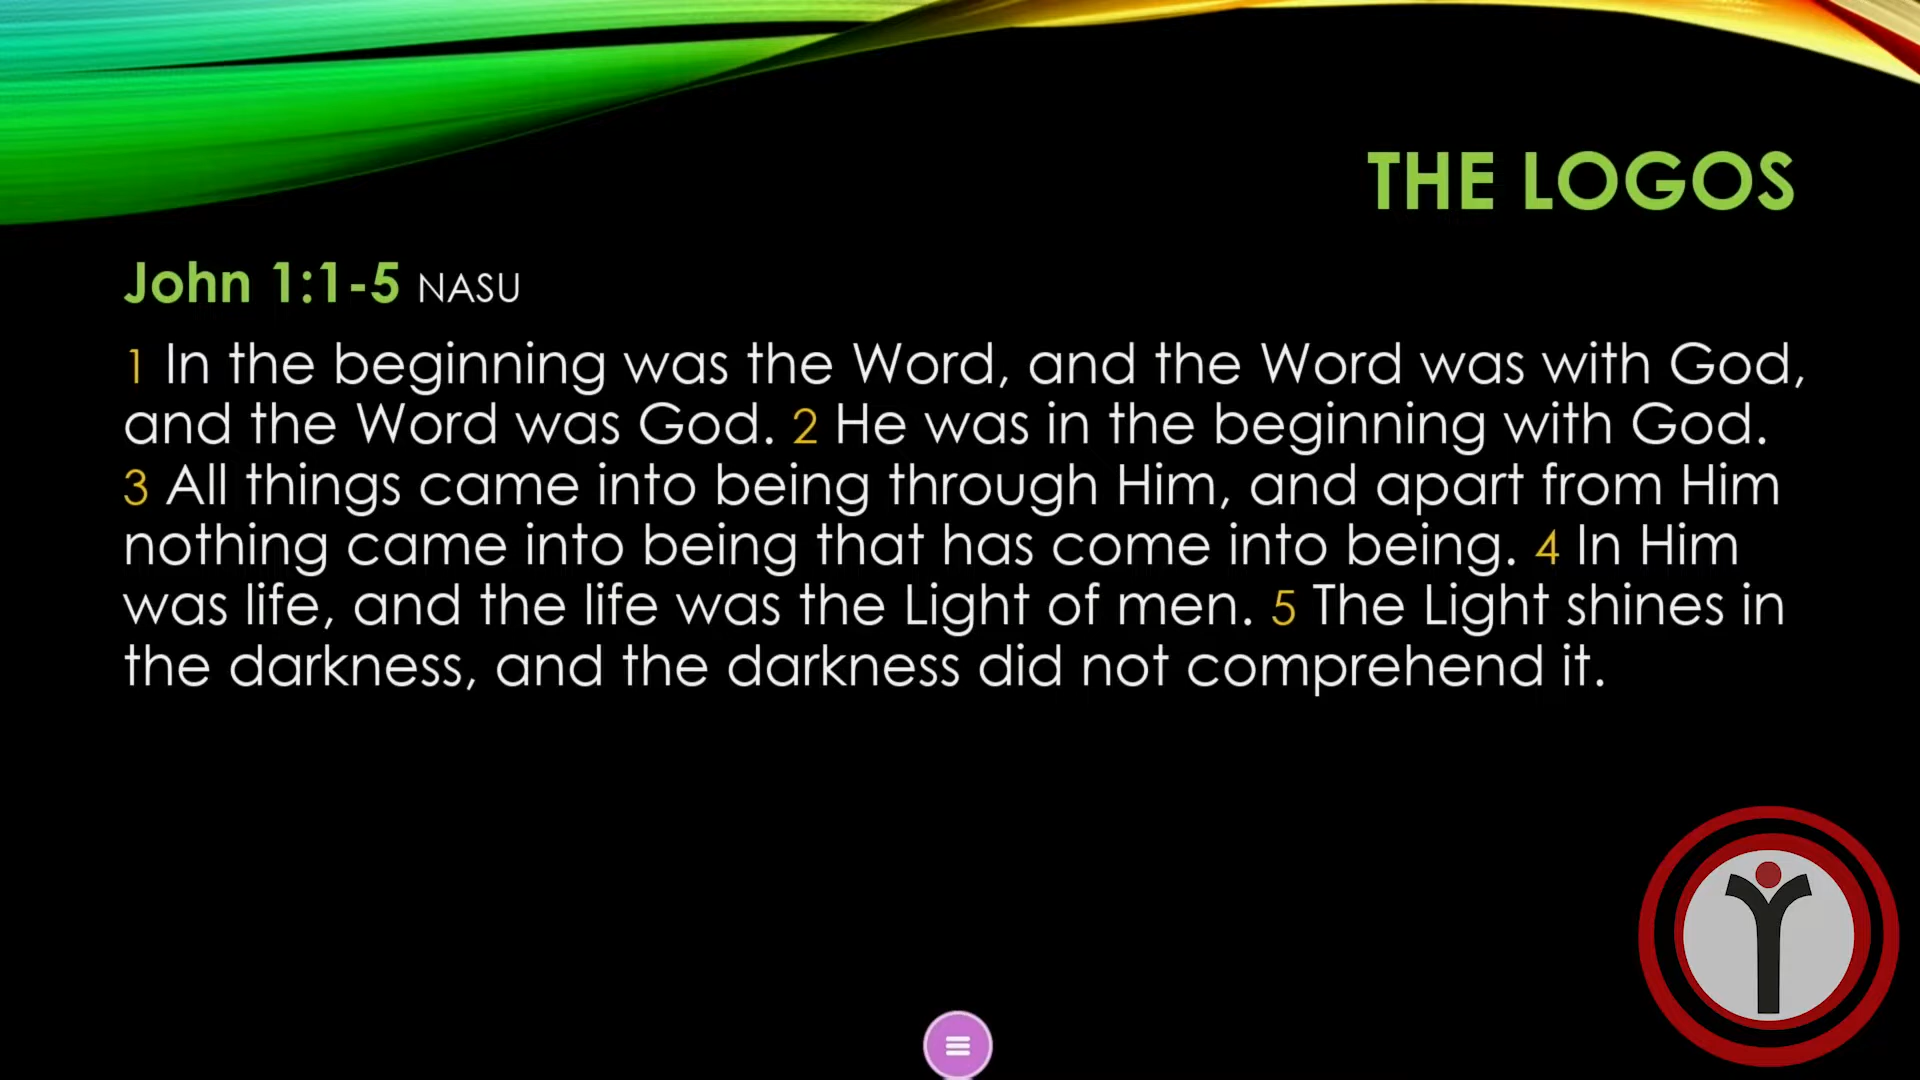 THE LOGOS
John 1:1-5 NASU
1 In the beginning was the Word, and the Word was with God,
and the Word was God. 2 He was in the beginning with God.
3 All things came into being through Him, and apart from Him
nothing came into being that has come into being. 4 In Him
was life, and the life was the Light of men. 5 The Light shines in
the darkness, and the darkness did not comprehend it.